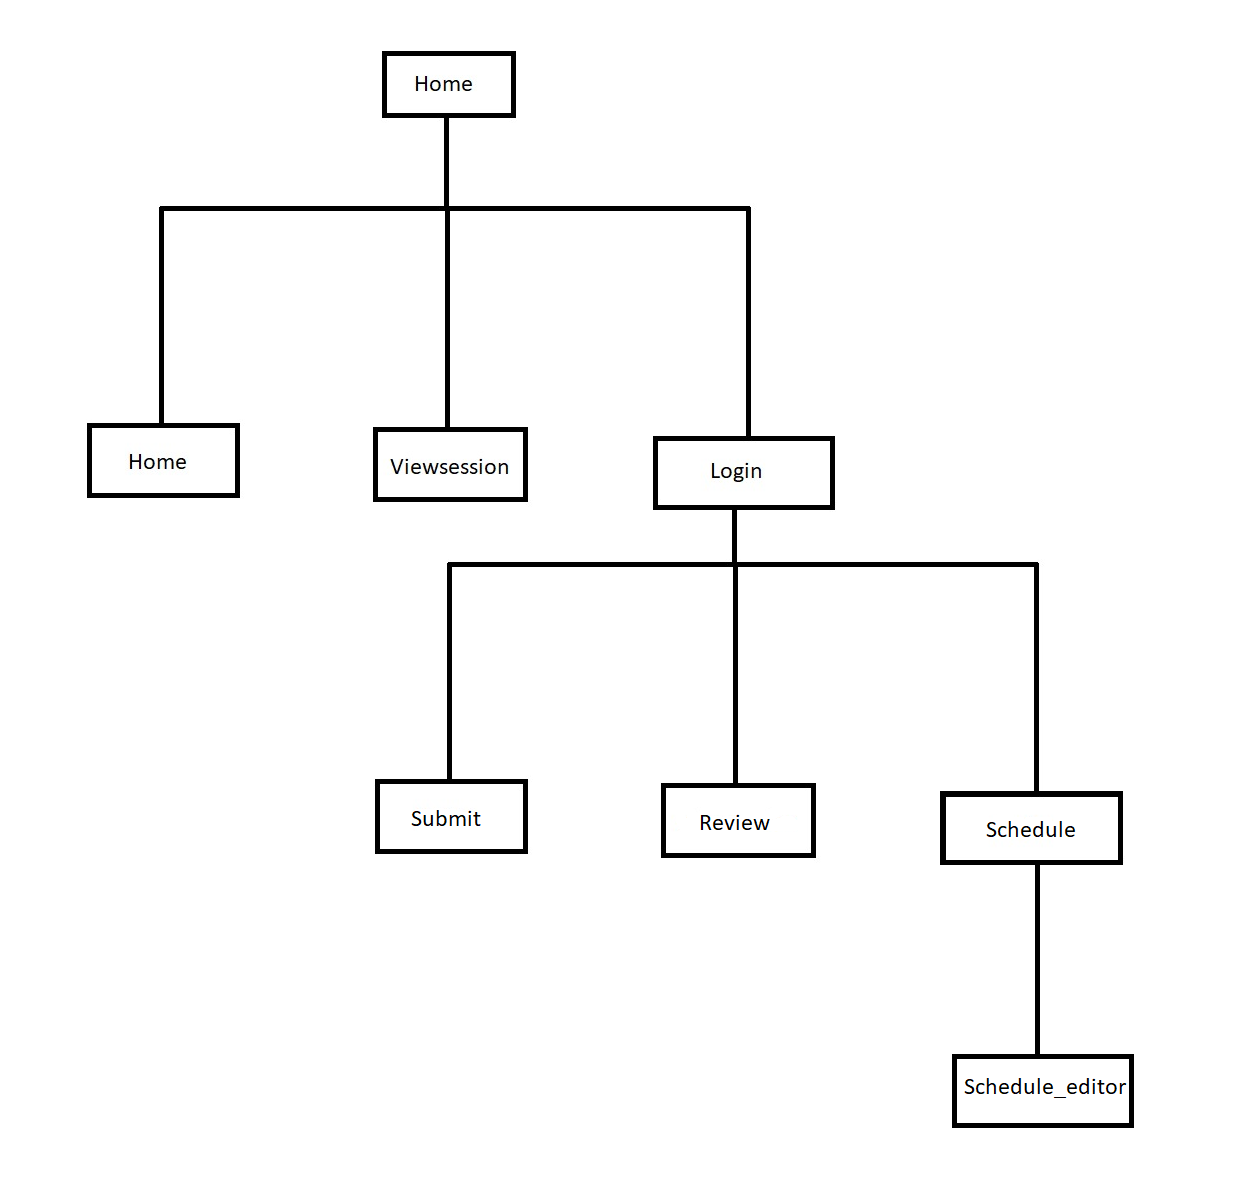 Home
Home
Viewsession
Login
Submit
Review
Schedule
Schedule_editor